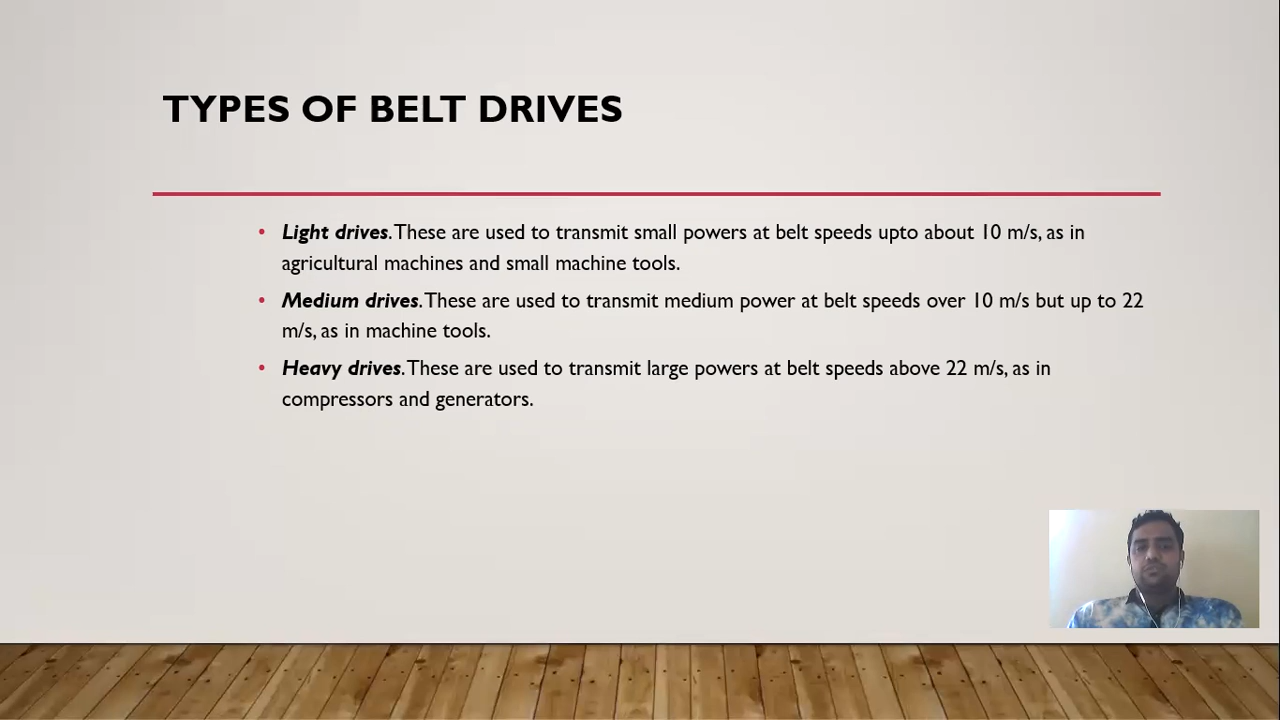 TYPES OF BELT DRIVES
• Light drives. These are used to transmit small powers at belt speeds upto about 10 m/s, as in
agricultural machines and small machine tools.
• Medium drives. These are used to transmit medium power at belt speeds over 10 m/s but up to 22
m/s, as in machine tools.
• Heavy drives. These are used to transmit large powers at belt speeds above 22 m/s, as in
compressors and generators.